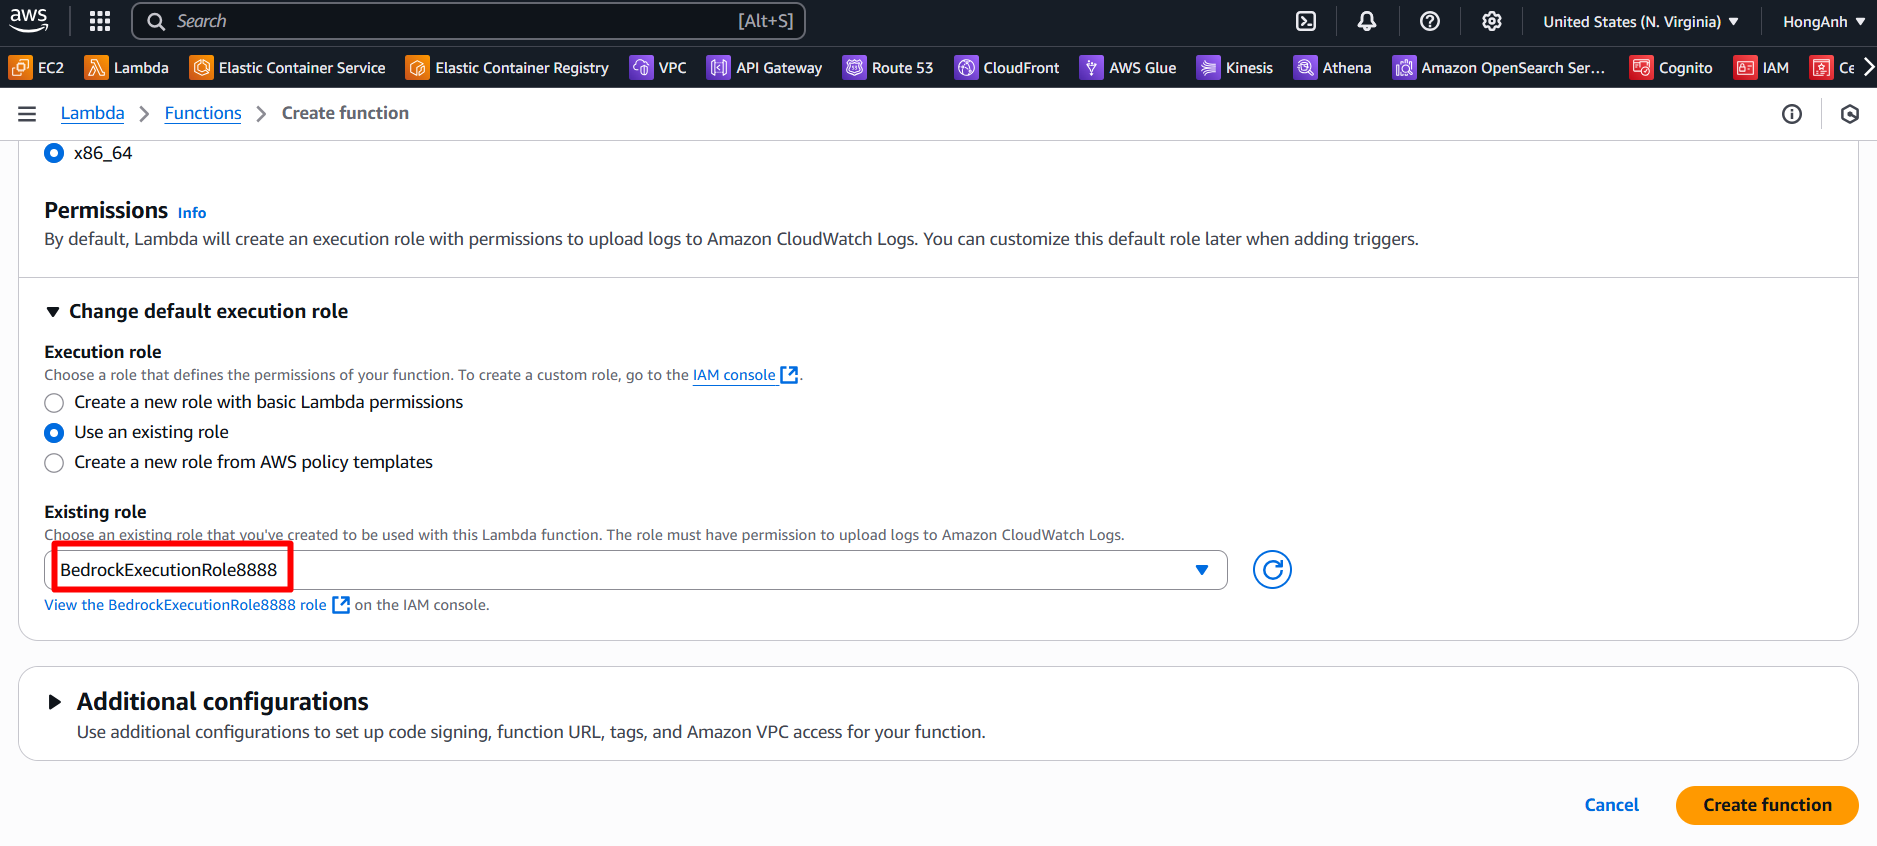 aws
Search [Alt+S] United States (N. Virginia) HongAnh
EC2 Lambda Elastic Container Service Elastic Container Registry VPC API Gateway Route 53 CloudFront AWS Glue Kinesis Athena Amazon OpenSearch Ser... Cognito IAM Ce
Lambda Functions Create function
x86_64
Permissions Info
By default, Lambda will create an execution role with permissions to upload logs to Amazon CloudWatch Logs. You can customize this default role later when adding triggers.
Change default execution role
Execution role
Choose a role that defines the permissions of your function. To create a custom role, go to the IAM console.
Create a new role with basic Lambda permissions
Use an existing role
Create a new role from AWS policy templates
Existing role
Choose an existing role that you've created to be used with this Lambda function. The role must have permission to upload logs to Amazon CloudWatch Logs.
BedrockExecutionRole8888
View the BedrockExecutionRole8888 role on the IAM console.
Additional configurations
Use additional configurations to set up code signing, function URL, tags, and Amazon VPC access for your function.
Cancel Create function